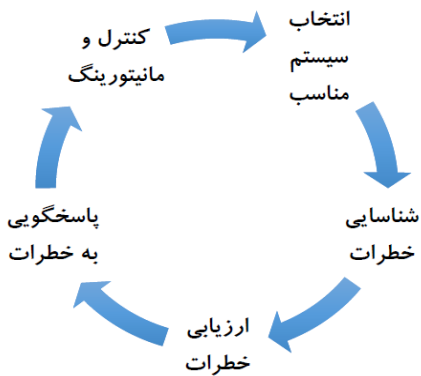 انتخاب
سیستم
مناسب
شناسایی
خطرات
ارزیابی
خطرات
پاسخگویی
به خطرات
کنترل و
مانیتورینگ